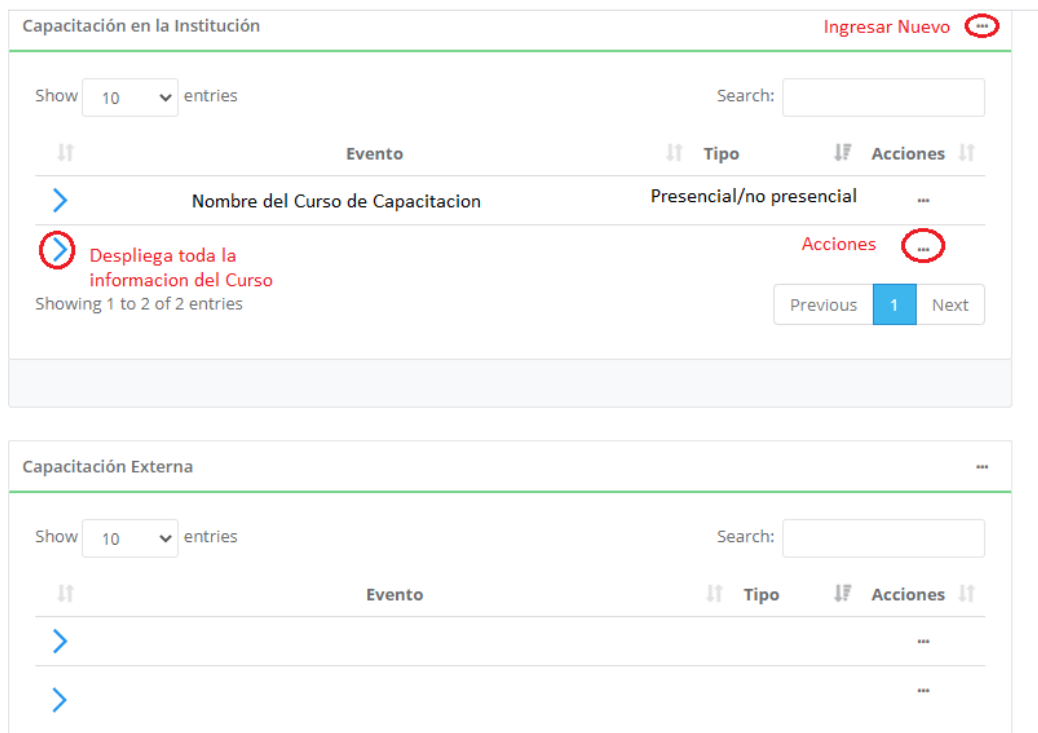 Capacitación en la Institución Ingresar Nuevo ...
Show 10 entries Search:
Evento Tipo Acciones
Nombre del Curso de Capacitacion Presencial/no presencial ...
Despliega toda la Acciones ...
informacion del Curso
Showing 1 to 2 of 2 entries Previous 1 Next
Capacitación Externa ...
Show 10 entries Search:
Evento Tipo Acciones
...
...